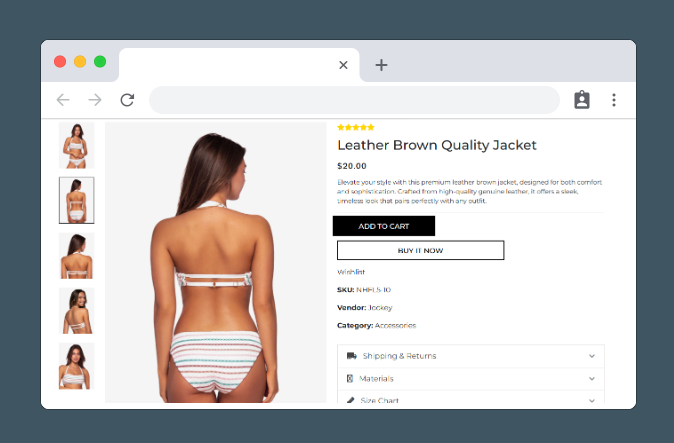 Leather Brown Quality Jacket
$20.00
Elevate your style with this premium leather brown jacket, designed for both comfort
and sophistication. Crafted from high-quality genuine leather, it offers a sleek,
timeless look that pairs perfectly with any outfit.
ADD TO CART
BUY IT NOW
Wishlist
SKU: NHFLS-10
Vendor: Jockey
Category: Accessories
Shipping & Returns
Materials
Size Chart